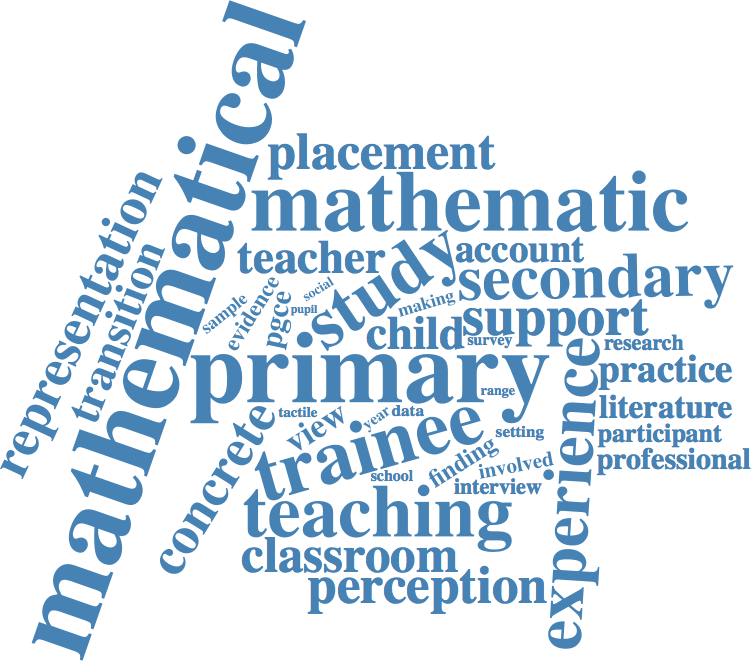 mathematical
representation
transition
placement
mathematic
teacher
study
account
secondary
sample
evidence
pgce
social
pupil
making
support
child
survey
primary
range
experience
research
practice
literature
participant
professional
concrete
tactile
view
year
data
trainee
setting
school
finding
involved
interview
teaching
classroom
perception